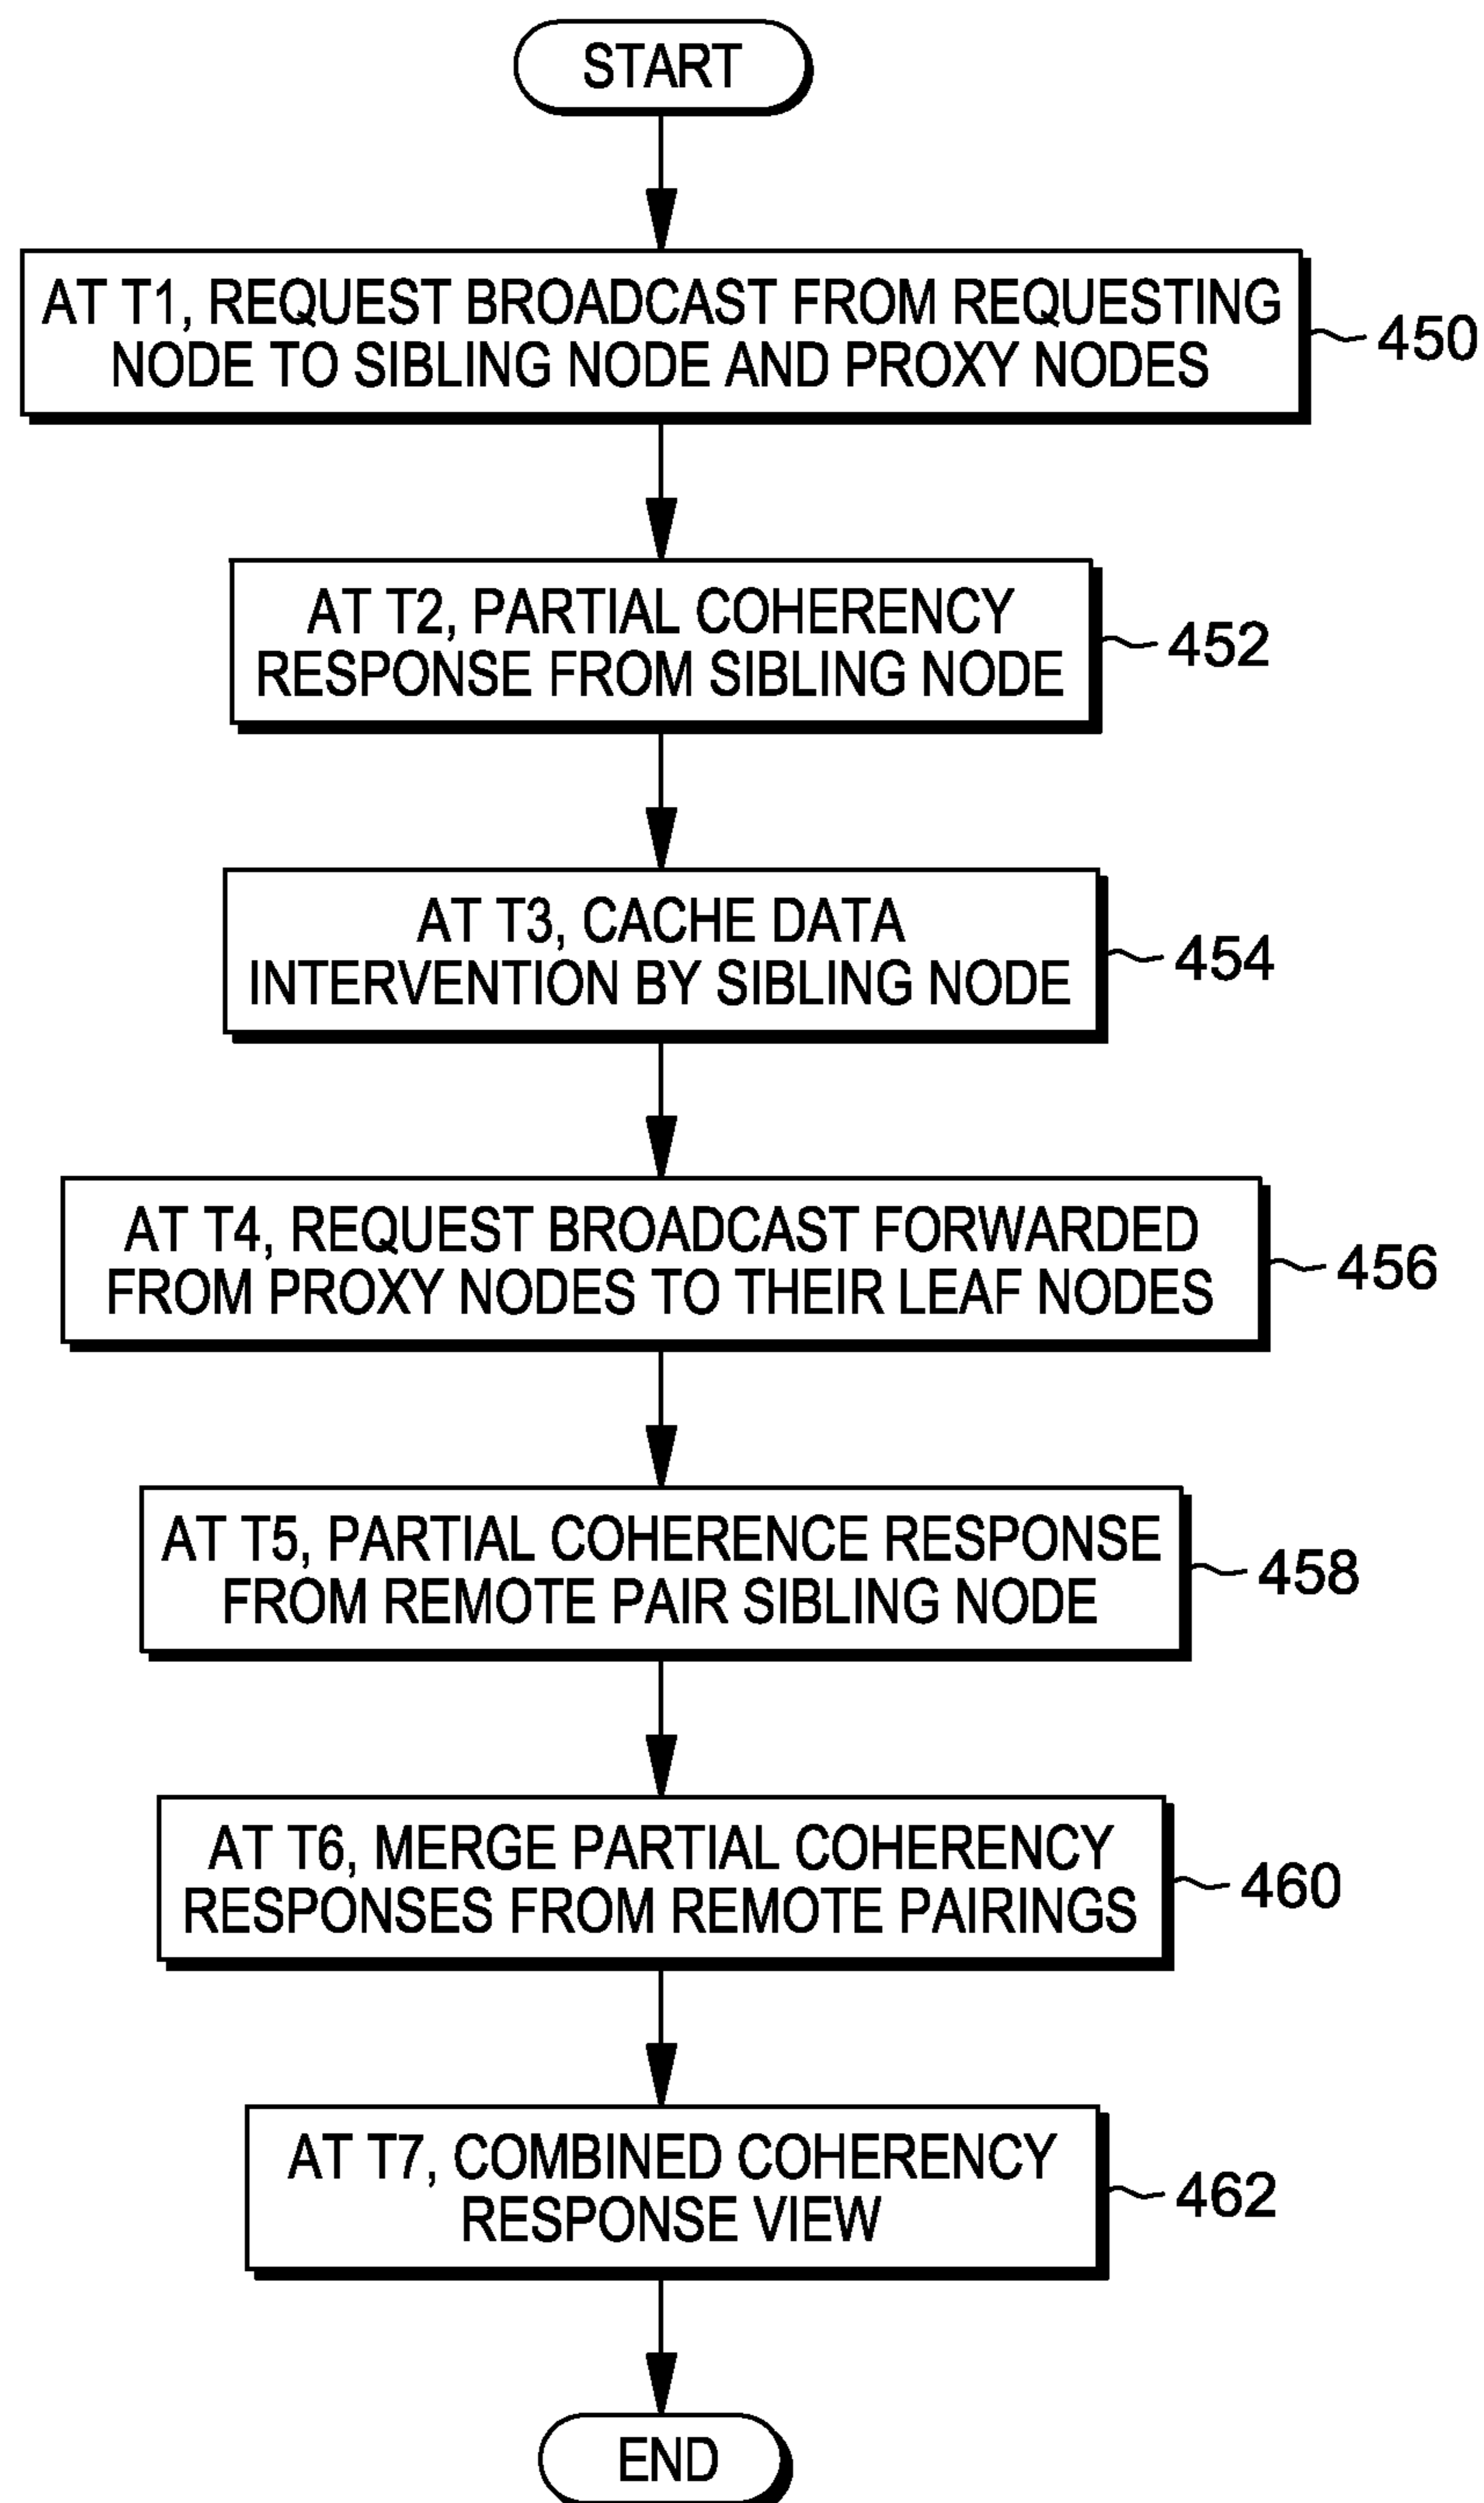 START
AT T1, REQUEST BROADCAST FROM REQUESTING
NODE TO SIBLING NODE AND PROXY NODES
450
AT T2, PARTIAL COHERENCY
RESPONSE FROM SIBLING NODE
452
AT T3, CACHE DATA
INTERVENTION BY SIBLING NODE
454
AT T4, REQUEST BROADCAST FORWARDED
FROM PROXY NODES TO THEIR LEAF NODES
456
AT T5, PARTIAL COHERENCE RESPONSE
FROM REMOTE PAIR SIBLING NODE
458
AT T6, MERGE PARTIAL COHERENCY
RESPONSES FROM REMOTE PAIRINGS
460
AT T7, COMBINED COHERENCY
RESPONSE VIEW
462
END